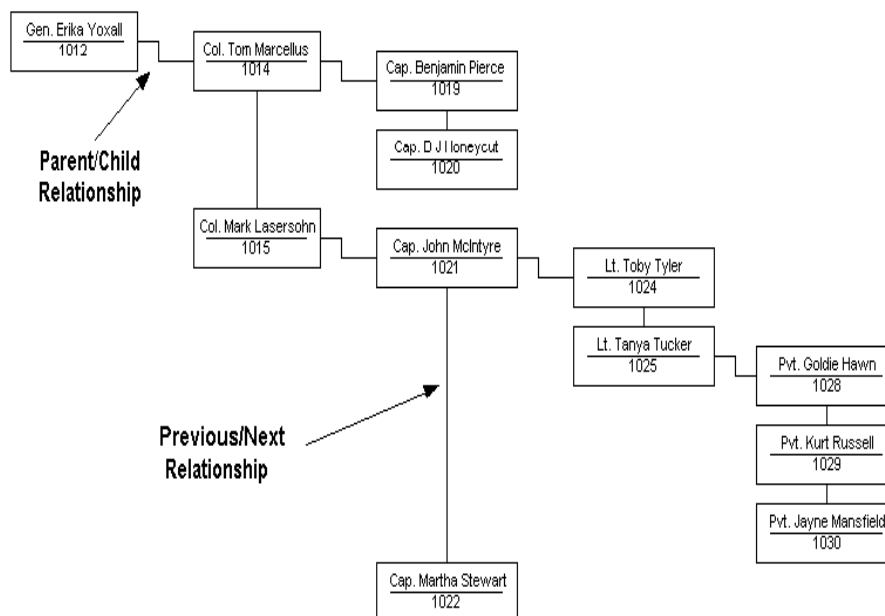 Gen. Erika Yoxall
1012
Col. Tom Marcellus
1014
Cap. Benjamin Pierce
1019
Cap. D J Honeycut
1020
Parent/Child
Relationship
Col. Mark Lasersohn
1015
Cap. John McIntyre
1021
Lt. Toby Tyler
1024
Lt. Tanya Tucker
1025
Pvt. Goldie Hawn
1028
Previous/Next
Relationship
Pvt. Kurt Russell
1029
Pvt. Jayne Mansfield
1030
Cap. Martha Stewart
1022